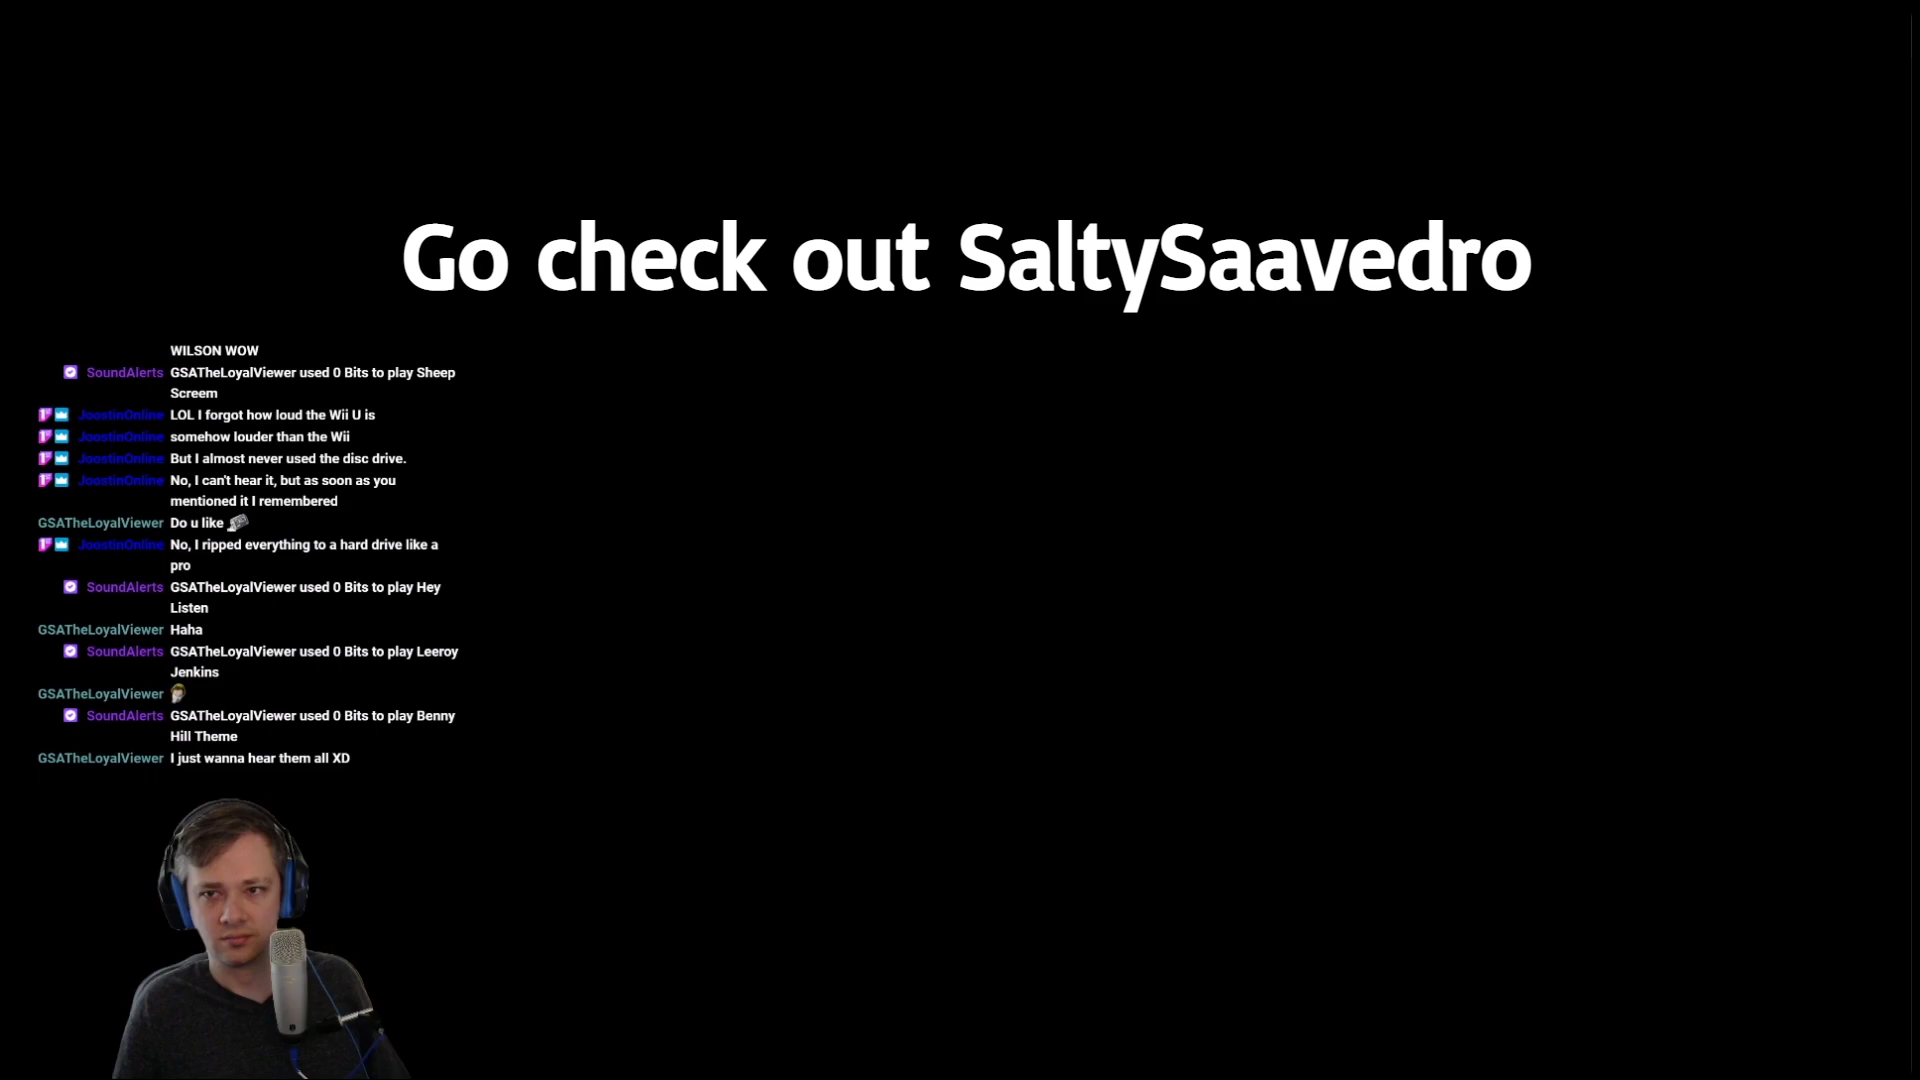 Go check out SaltySaavedro
WILSON WOW
SoundAlerts GSATheLoyalViewer used 0 Bits to play Sheep
Screem
JoostinOnline LOL I forgot how loud the Wii U is
JoostinOnline somehow louder than the Wii
JoostinOnline But I almost never used the disc drive.
JoostinOnline No, I can't hear it, but as soon as you
mentioned it I remembered
GSATheLoyalViewer Do u like
JoostinOnline No, I ripped everything to a hard drive like a
pro
SoundAlerts GSATheLoyalViewer used 0 Bits to play Hey
Listen
GSATheLoyalViewer Haha
SoundAlerts GSATheLoyalViewer used 0 Bits to play Leeroy
Jenkins
GSATheLoyalViewer
SoundAlerts GSATheLoyalViewer used 0 Bits to play Benny
Hill Theme
GSATheLoyalViewer I just wanna hear them all XD